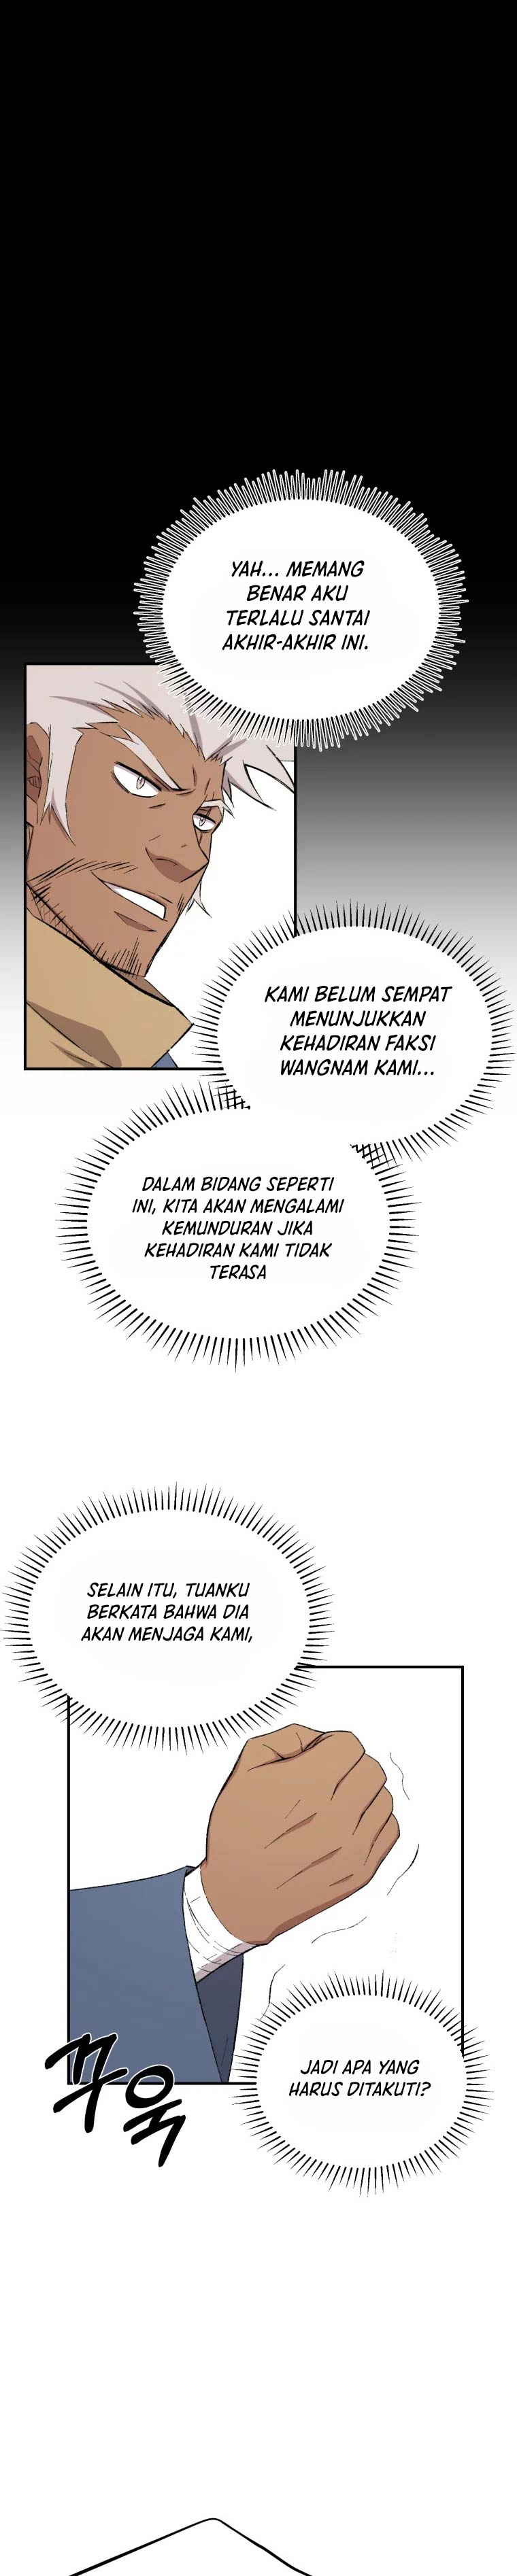 YAH... MEMANG
BENAR AKU
TERLALU SANTAI
AKHIR-AKHIR INI.
KAMI BELUM SEMPAT
MENUNJUKKAN
KEHADIRAN FAKSI
WANGNAM KAMI...
DALAM BIDANG SEPERTI
INI, KITA AKAN MENGALAMI
KEMUNDURAN JIKA
KEHADIRAN KAMI TIDAK
TERASA
SELAIN ITU, TUANKU
BERKATA BAHWA DIA
AKAN MENJAGA KAMI,
JADI APA YANG
HARUS DITAKUTI?
꾸욱